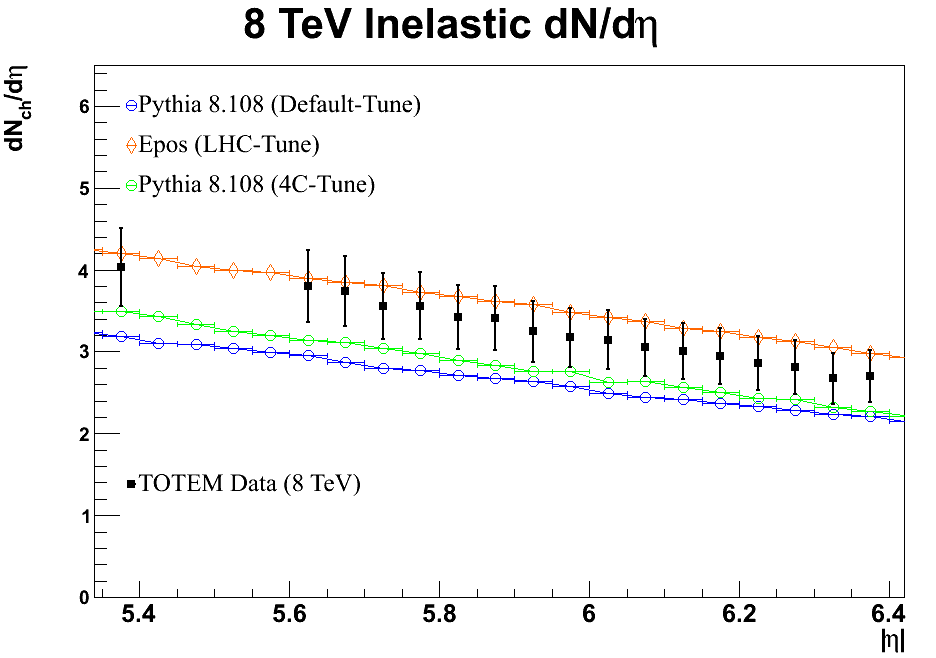 8 TeV Inelastic dN/dη
dN_ch/dη
6
5
4
3
2
1
0
Pythia 8.108 (Default-Tune)
Epos (LHC-Tune)
Pythia 8.108 (4C-Tune)
TOTEM Data (8 TeV)
5.4 5.6 5.8 6 6.2 6.4
|η|